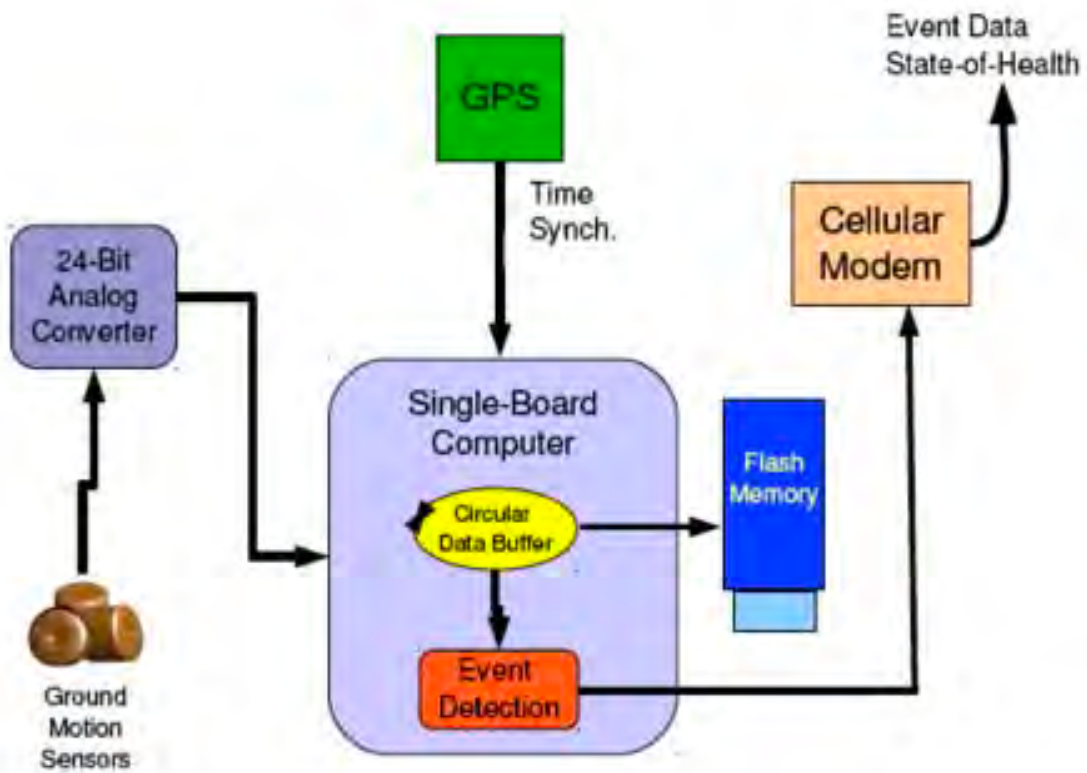 Event Data
State-of-Health
GPS
Time
Synch.
Cellular
Modem
24-Bit
Analog
Converter
Single-Board
Computer
Flash
Memory
Circular
Data Buffer
Event
Detection
Ground
Motion
Sensors